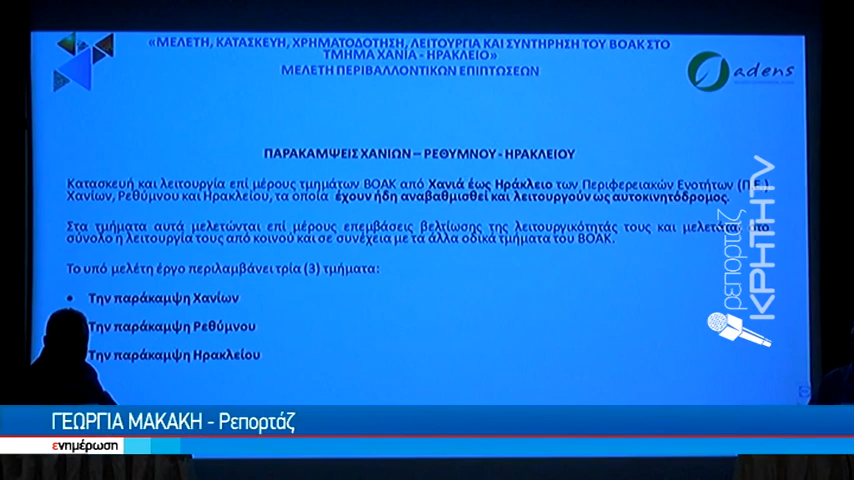 «ΜΕΛΕΤΗ, ΚΑΤΑΣΚΕΥΗ, ΧΡΗΜΑΤΟΔΟΤΗΣΗ, ΛΕΙΤΟΥΡΓΙΑ ΚΑΙ ΣΥΝΤΗΡΗΣΗ ΤΟΥ ΒΟΑΚ ΣΤΟ
ΤΜΗΜΑ ΧΑΝΙΑ - ΗΡΑΚΛΕΙΟ»
ΜΕΛΕΤΗ ΠΕΡΙΒΑΛΛΟΝΤΙΚΩΝ ΕΠΙΠΤΩΣΕΩΝ
adens
ΠΑΡΑΚΑΜΨΕΙΣ ΧΑΝΙΩΝ – ΡΕΘΥΜΝΟΥ - ΗΡΑΚΛΕΙΟΥ
Κατασκευή και λειτουργία επί μέρους τμημάτων ΒΟΑΚ από Χανιά έως Ηράκλειο των Περιφερειακών Ενοτήτων (Π.Ε.)
Χανίων, Ρεθύμνου και Ηρακλείου, τα οποία έχουν ήδη αναβαθμισθεί και λειτουργούν ως αυτοκινητόδρομος.
Στα τμήματα αυτά μελετώνται επί μέρους επεμβάσεις βελτίωσης της λειτουργικότητάς τους και μελετάται στο
σύνολο η λειτουργία τους από κοινού και σε συνέχεια με τα άλλα οδικά τμήματα του ΒΟΑΚ.
Το υπό μελέτη έργο περιλαμβάνει τρία (3) τμήματα:
• Την παράκαμψη Χανίων
Την παράκαμψη Ρεθύμνου
Την παράκαμψη Ηρακλείου
ρεπορτάζ
ΚΡΗΤΗ TV
ΓΕΩΡΓΙΑ ΜΑΚΑΚΗ - Ρεπορτάζ
ενημέρωση